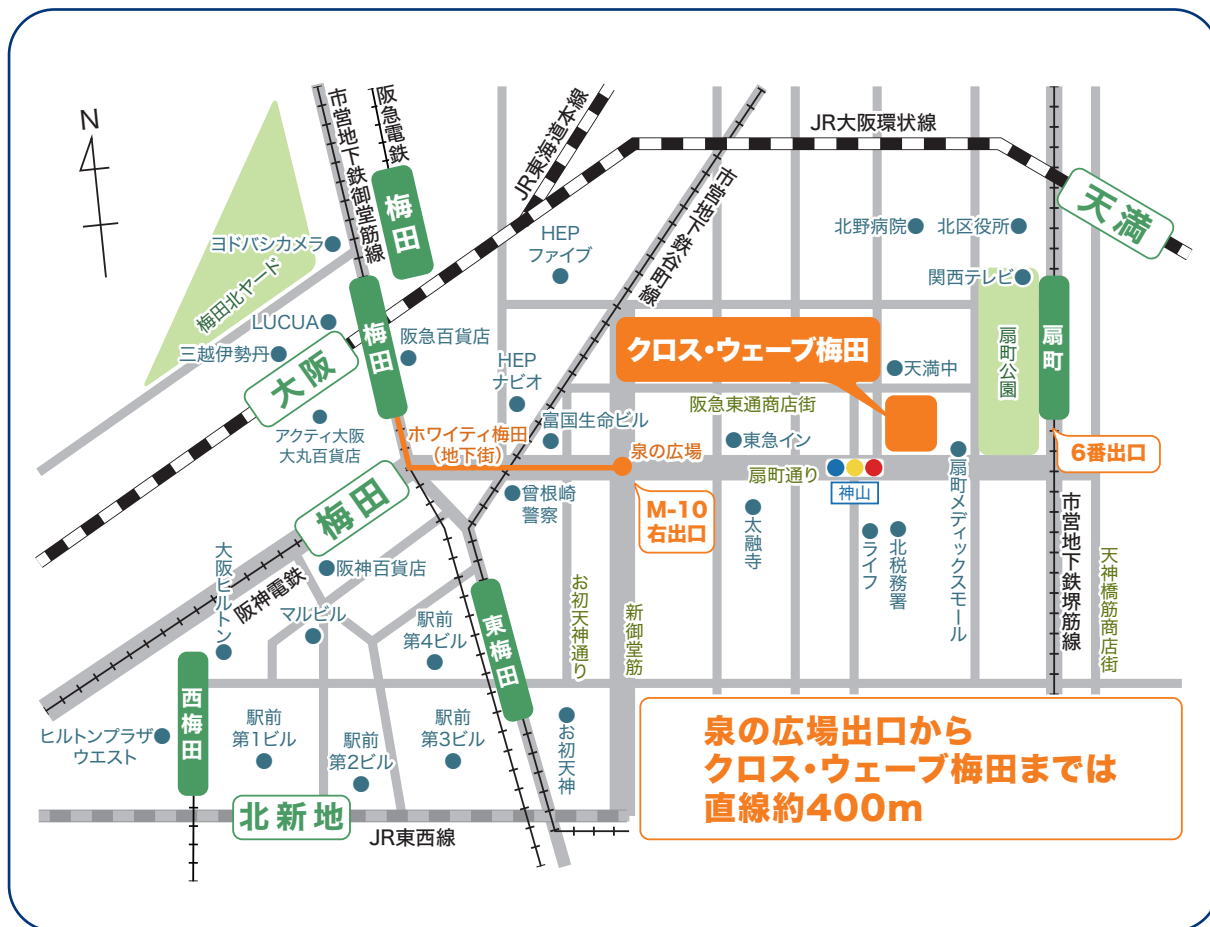 N
市営地下鉄御堂筋線
阪急電鉄
梅田
JR東海道本線
JR大阪環状線
天満
市営地下鉄谷町線
ヨドバシカメラ
梅田北ヤード
HEP
ファイブ
北野病院
北区役所
関西テレビ
扇町公園
扇町
LUCUA
三越伊勢丹
梅田
阪急百貨店
大阪
HEP
ナビオ
クロス・ウェーブ梅田
天満中
阪急東通商店街
アクティ大阪
大丸百貨店
ホワイティ梅田
(地下街)
富国生命ビル
泉の広場
東急イン
扇町通り
神山
扇町メディックスモール
6番出口
梅田
曾根崎
警察
M-10
右出口
太融寺
ライフ
北税務署
市営地下鉄堺筋線
天神橋筋商店街
大阪ヒルトン
阪神電鉄
阪神百貨店
マルビル
駅前
第4ビル
東梅田
お初天神通り
新御堂筋
西梅田
ヒルトンプラザ
ウエスト
駅前
第1ビル
駅前
第2ビル
駅前
第3ビル
お初天神
北新地
JR東西線
泉の広場出口から
クロス・ウェーブ梅田までは
直線約400m